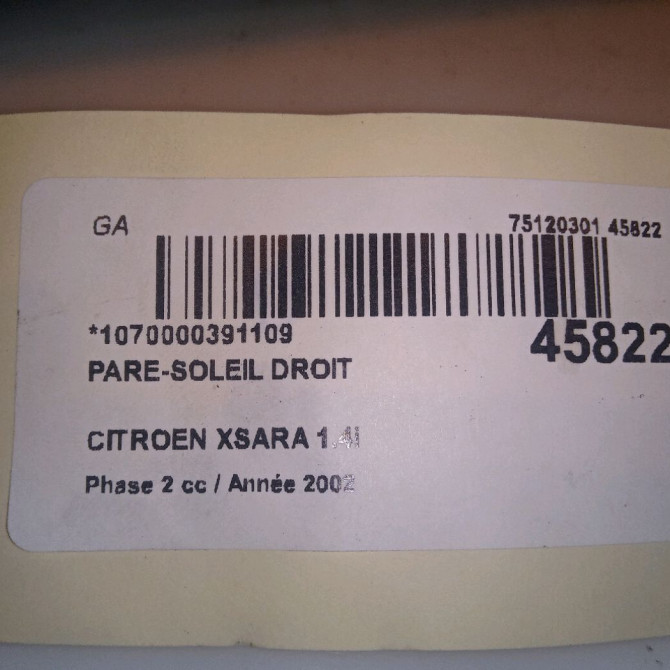 GA 75120301 45822
*1070000391109 45822
PARE-SOLEIL DROIT
CITROEN XSARA 1.4i
Phase 2 cc / Année 2002